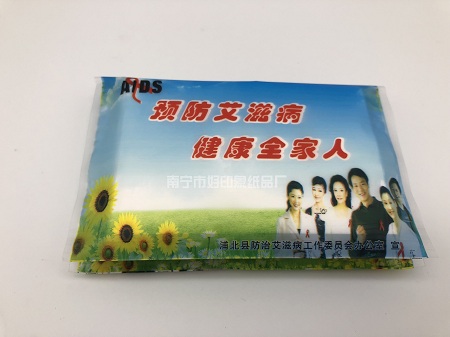 AIDS
预防艾滋病
健康全家人
南宁市好印象纸品厂
浦北县防治艾滋病工作委员会办公室 宣